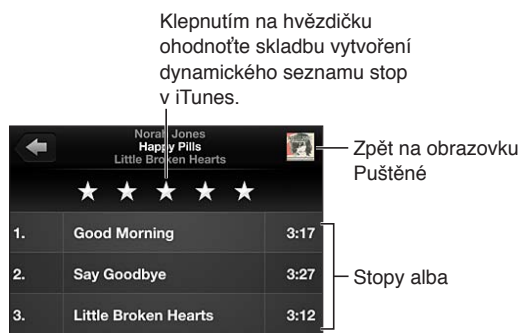 Klepnutím na hvězdičku
ohodnoťte skladbu vytvoření
dynamického seznamu stop
v iTunes.
Norah Jones
Happy Pills
Little Broken Hearts
Zpět na obrazovku
Puštěné
1. Good Morning 3:17
2. Say Goodbye 3:27
3. Little Broken Hearts 3:12
Stopy alba